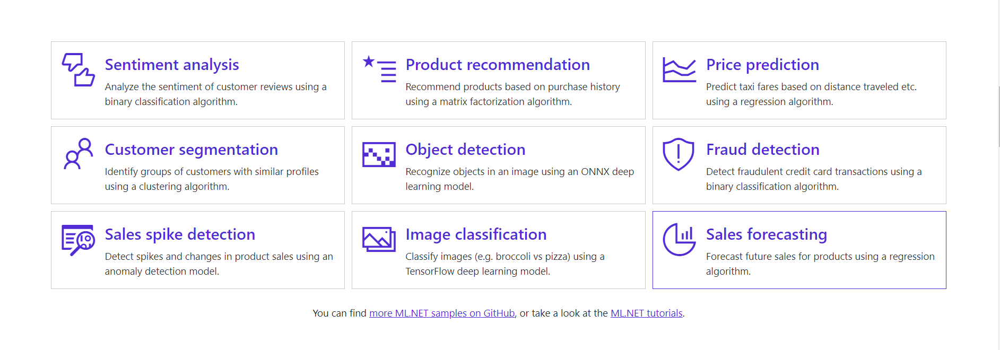 Sentiment analysis
Analyze the sentiment of customer reviews using a
binary classification algorithm.
Product recommendation
Recommend products based on purchase history
using a matrix factorization algorithm.
Price prediction
Predict taxi fares based on distance traveled etc.
using a regression algorithm.
Customer segmentation
Identify groups of customers with similar profiles
using a clustering algorithm.
Object detection
Recognize objects in an image using an ONNX deep
learning model.
Fraud detection
Detect fraudulent credit card transactions using a
binary classification algorithm.
Sales spike detection
Detect spikes and changes in product sales using an
anomaly detection model.
Image classification
Classify images (e.g. broccoli vs pizza) using a
TensorFlow deep learning model.
Sales forecasting
Forecast future sales for products using a regression
algorithm.
You can find more ML.NET samples on GitHub, or take a look at the ML.NET tutorials.